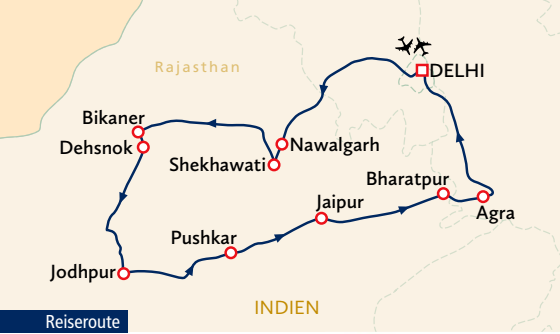 Rajasthan
DELHI
Bikaner
Dehsnok
Nawalgarh
Shekhawati
Bharatpur
Jaipur
Agra
Pushkar
Jodhpur
INDIEN
Reiseroute